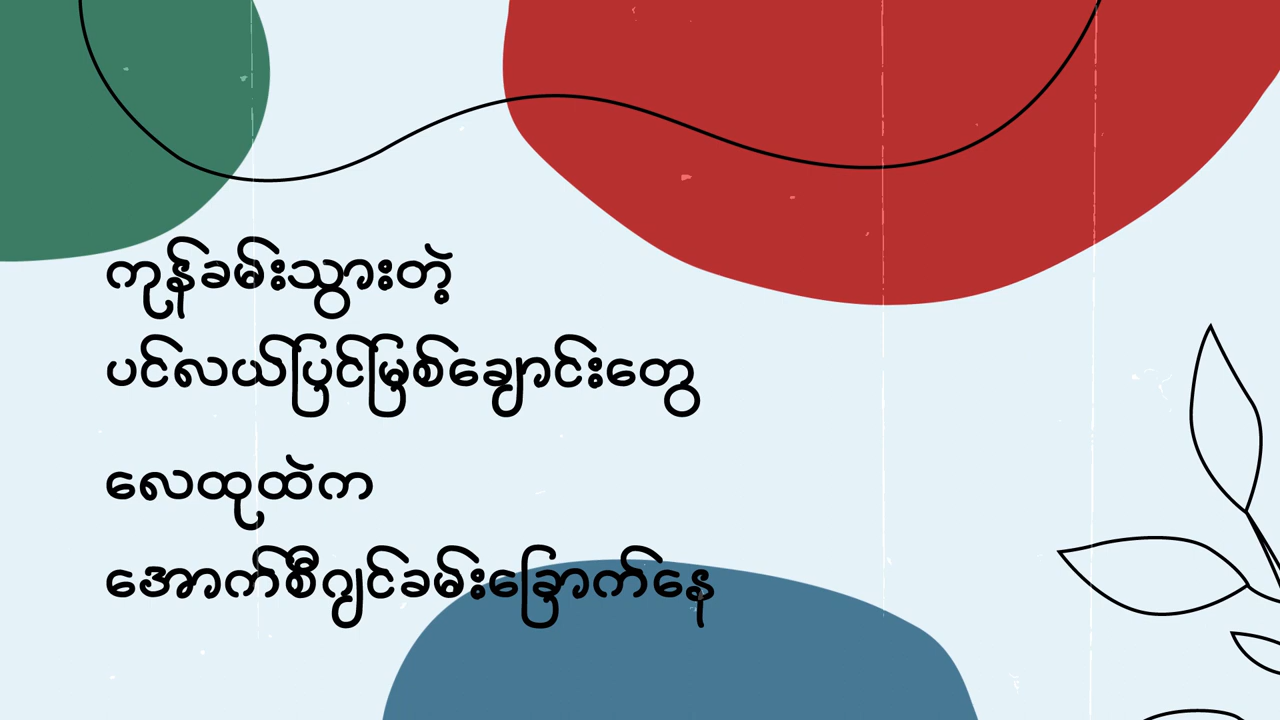 ကုန်ခမ်းသွားတဲ့
ပင်လယ်ပြင်မြစ်ချောင်းတွေ
လေထုထဲက
အောက်စီဂျင်ခမ်းခြောက်နေ